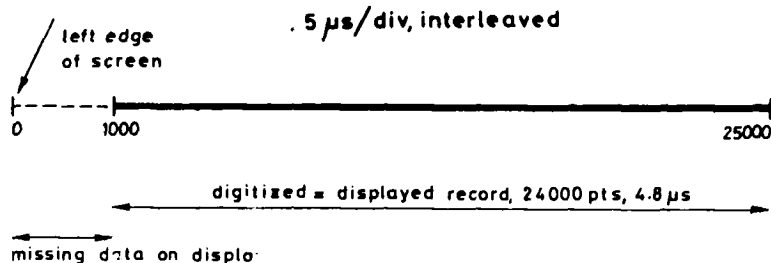 .5 µs/div, interleaved
left edge
of screen
0 1000 25000
digitized = displayed record, 24000 pts, 4.8 µs
missing data on